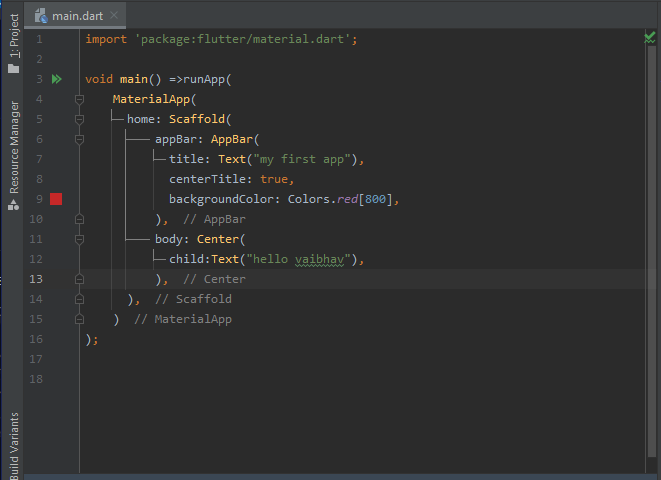 main.dart
1: Project
Resource Manager
Build Variants
1 import 'package:flutter/material.dart';
2
3 void main() =>runApp(
4 MaterialApp(
5 home: Scaffold(
6 appBar: AppBar(
7 title: Text("my first app"),
8 centerTitle: true,
9 backgroundColor: Colors.red[800],
10 ), // AppBar
11 body: Center(
12 child:Text("hello vaibhav"),
13 ), // Center
14 ), // Scaffold
15 ) // MaterialApp
16 );
17
18